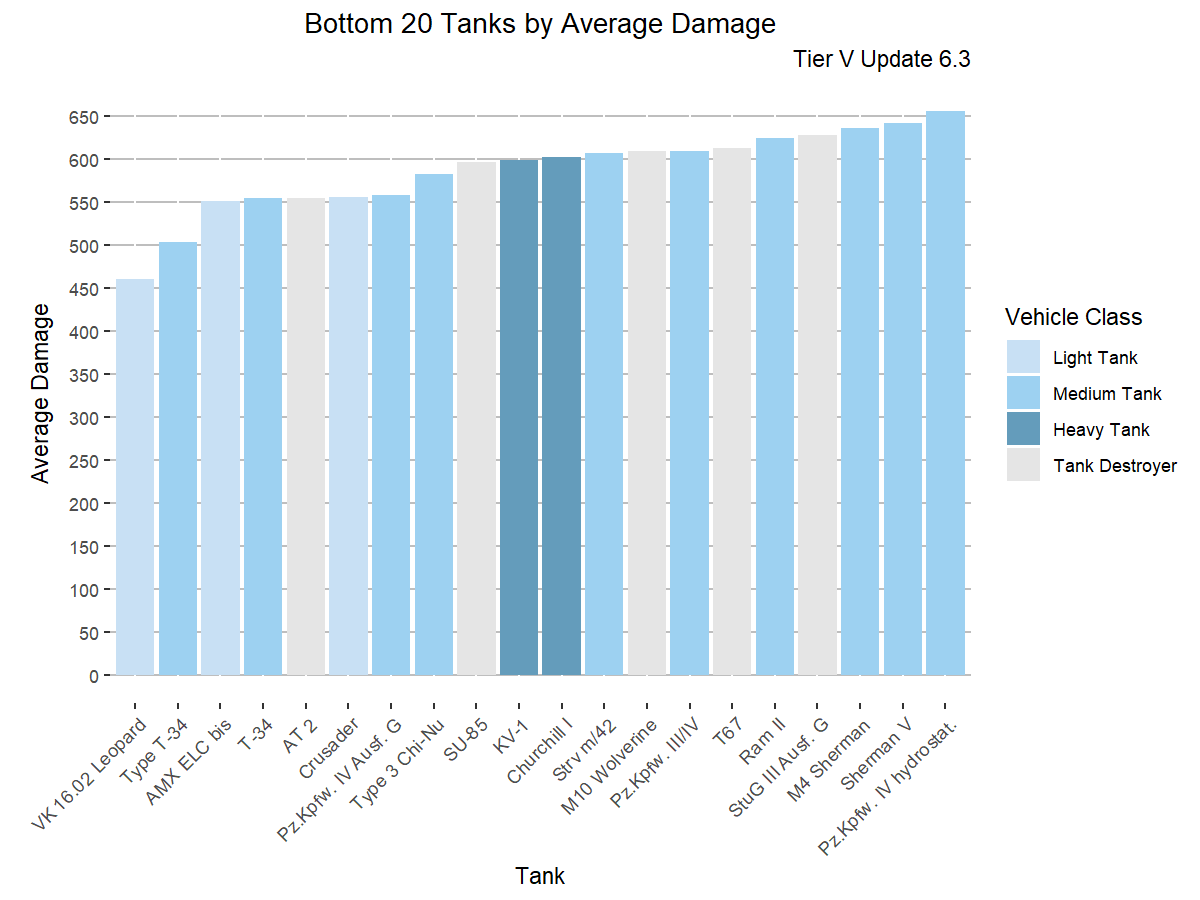 Bottom 20 Tanks by Average Damage
Tier V Update 6.3
Average Damage
650
600
550
500
450
400
350
300
250
200
150
100
50
0
VK 16.02 Leopard
Type T-34
AMX ELC bis
T-34
AT 2
Crusader
Pz.Kpfw. IV Ausf. G
Type 3 Chi-Nu
SU-85
KV-1
Churchill I
Strv m/42
M10 Wolverine
Pz.Kpfw. III/IV
T67
Ram II
StuG III Ausf. G
M4 Sherman
Sherman V
Pz.Kpfw. IV hydrostat.
Tank
Vehicle Class
Light Tank
Medium Tank
Heavy Tank
Tank Destroyer